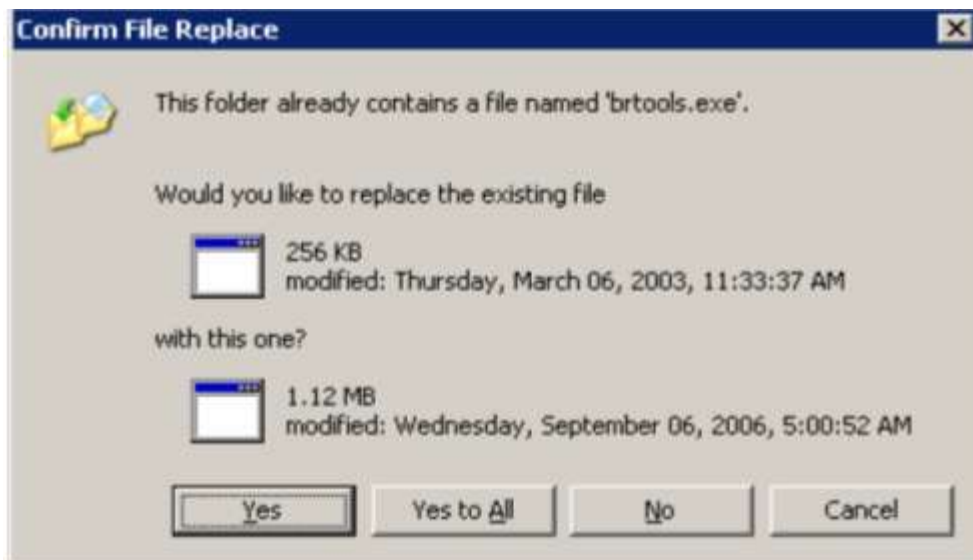 Confirm File Replace
This folder already contains a file named 'brtools.exe'.
Would you like to replace the existing file
256 KB
modified: Thursday, March 06, 2003, 11:33:37 AM
with this one?
1.12 MB
modified: Wednesday, September 06, 2006, 5:00:52 AM
Yes Yes to All No Cancel